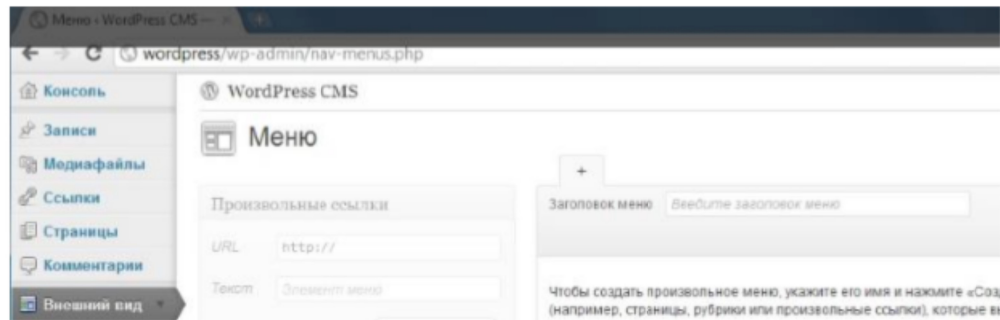 Меню ‹ WordPress CMS —
wordpress/wp-admin/nav-menus.php
Консоль
WordPress CMS
Записи
Меню
Медиафайлы
+
Ссылки
Произвольные ссылки
Заголовок меню Введите заголовок меню
Страницы
URL http://
Комментарии
Текст Элемент меню
Внешний вид
Чтобы создать произвольное меню, укажите его имя и нажмите «Соз
(например, страницы, рубрики или произвольные ссылки), которые в